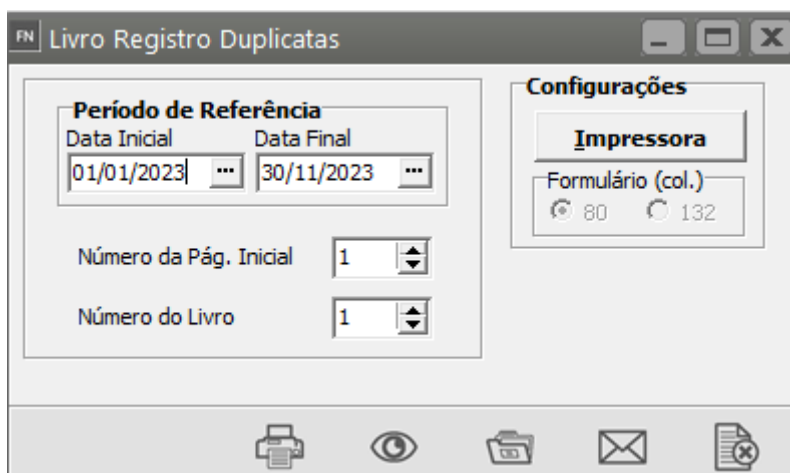 FN Livro Registro Duplicatas
Período de Referência
Data Inicial Data Final
01/01/2023 ... 30/11/2023 ...
Número da Pág. Inicial 1
Número do Livro 1
Configurações
Impressora
Formulário (col.)
80 132